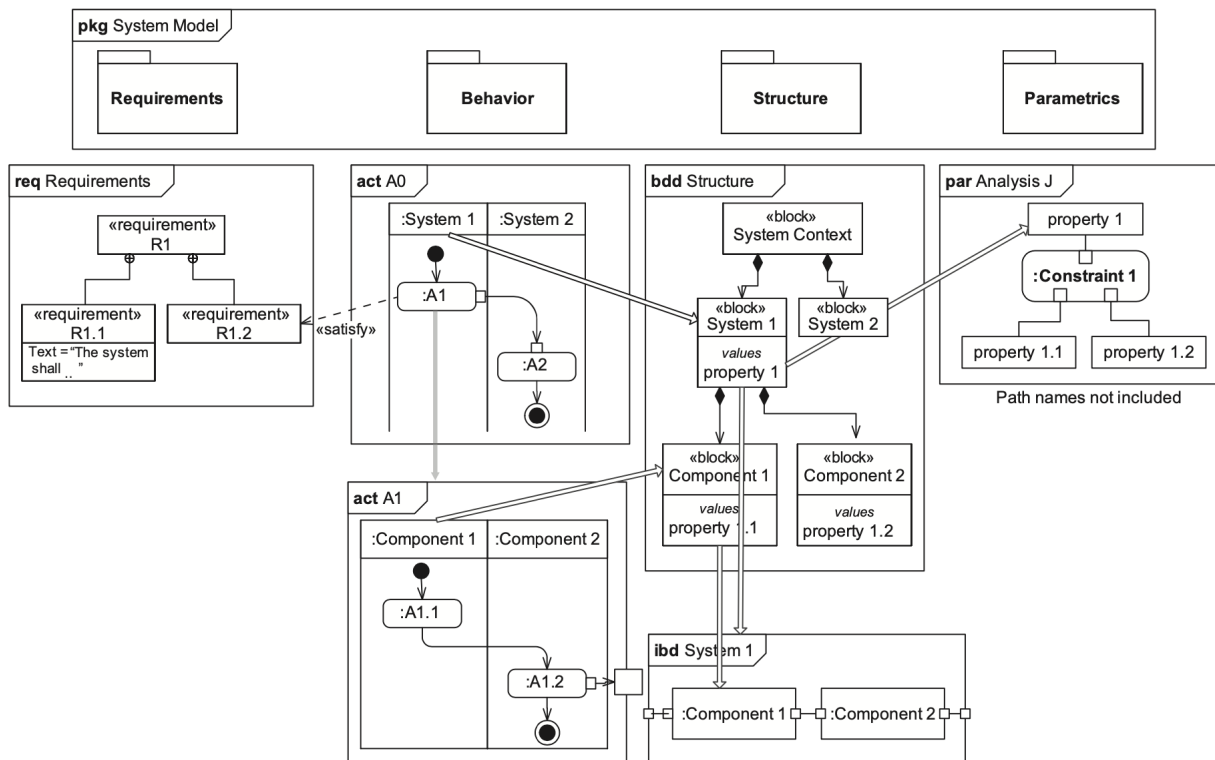 pkg System Model
Requirements
Behavior
Structure
Parametrics
req Requirements
«requirement»
R1
«requirement»
R1.1
Text = “The system
shall .. ”
«requirement»
R1.2
«satisfy»
act A0
:System 1
:System 2
:A1
:A2
bdd Structure
«block»
System Context
«block»
System 1
values
property 1
«block»
System 2
«block»
Component 1
values
property 1.1
«block»
Component 2
values
property 1.2
par Analysis J
property 1
:Constraint 1
property 1.1
property 1.2
Path names not included
act A1
:Component 1
:Component 2
:A1.1
:A1.2
ibd System 1
:Component 1
:Component 2